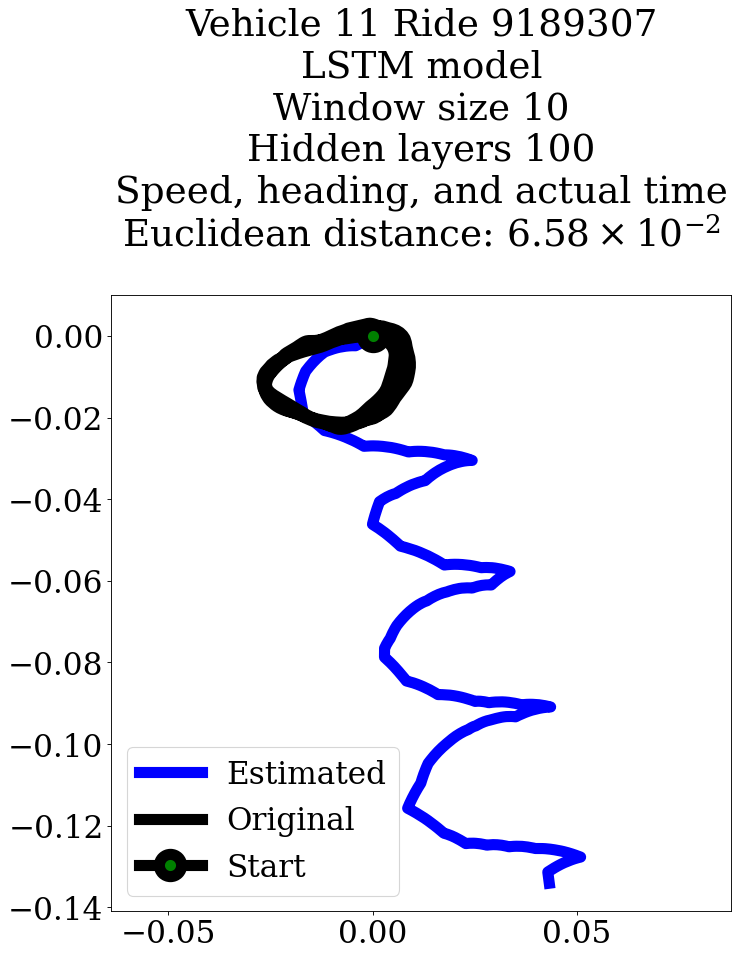 Vehicle 11 Ride 9189307
LSTM model
Window size 10
Hidden layers 100
Speed, heading, and actual time
Euclidean distance: 6.58 × 10⁻²
0.00
−0.02
−0.04
−0.06
−0.08
−0.10
−0.12
−0.14
Estimated
Original
Start
−0.05 0.00 0.05